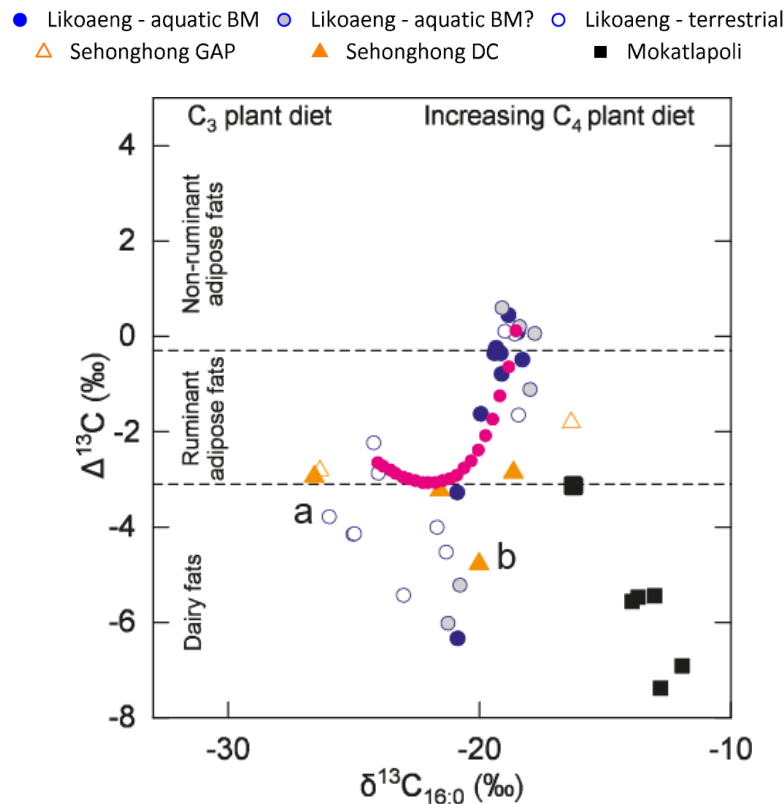 Likoaeng - aquatic BM Likoaeng - aquatic BM? Likoaeng - terrestrial
Sehonghong GAP Sehonghong DC Mokatlapoli
C3 plant diet Increasing C4 plant diet
4
2
0
-2
-4
-6
-8
Δ13C (‰)
Non-ruminant
adipose fats
Ruminant
adipose fats
Dairy fats
a
b
-30 -20 -10
δ13C16:0 (‰)